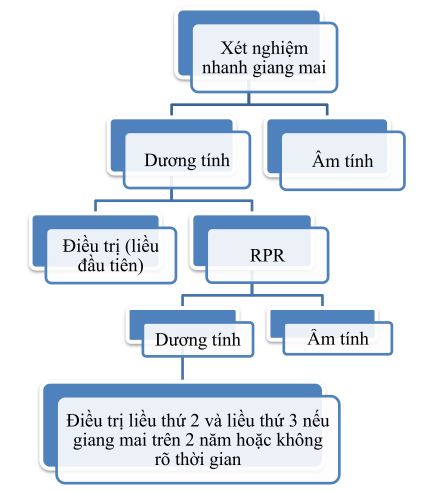 Xét nghiệm
nhanh giang mai
Dương tính
Âm tính
Điều trị (liều
đầu tiên)
RPR
Dương tính
Âm tính
Điều trị liều thứ 2 và liều thứ 3 nếu
giang mai trên 2 năm hoặc không
rõ thời gian